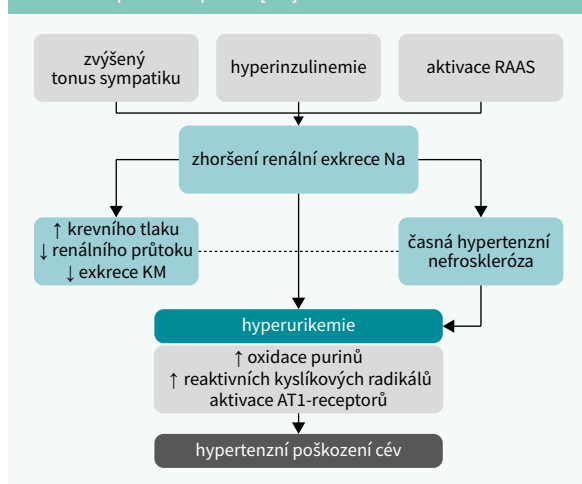 zvýšený
tonus sympatiku
hyperinzulinemie
aktivace RAAS
zhoršení renální exkrece Na
↑ krevního tlaku
↓ renálního průtoku
↓ exkrece KM
časná hypertenzní
nefroskleróza
hyperurikemie
↑ oxidace purinů
↑ reaktivních kyslíkových radikálů
aktivace AT1-receptorů
hypertenzní poškození cév